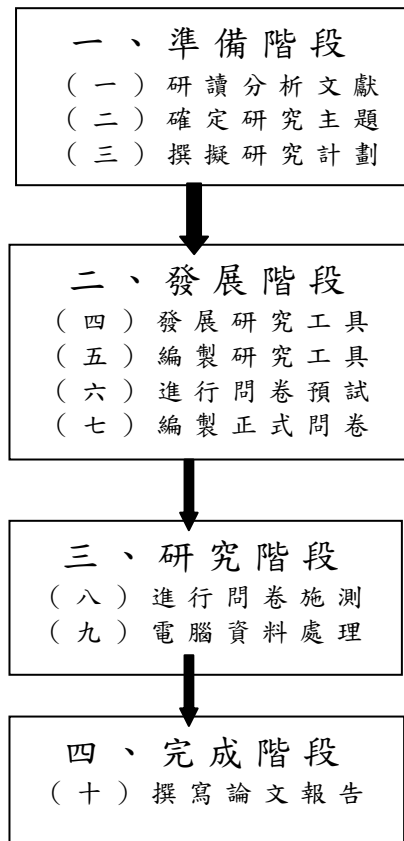 一、準備階段
（一）研讀分析文獻
（二）確定研究主題
（三）撰擬研究計劃
二、發展階段
（四）發展研究工具
（五）編製研究工具
（六）進行問卷預試
（七）編製正式問卷
三、研究階段
（八）進行問卷施測
（九）電腦資料處理
四、完成階段
（十）撰寫論文報告